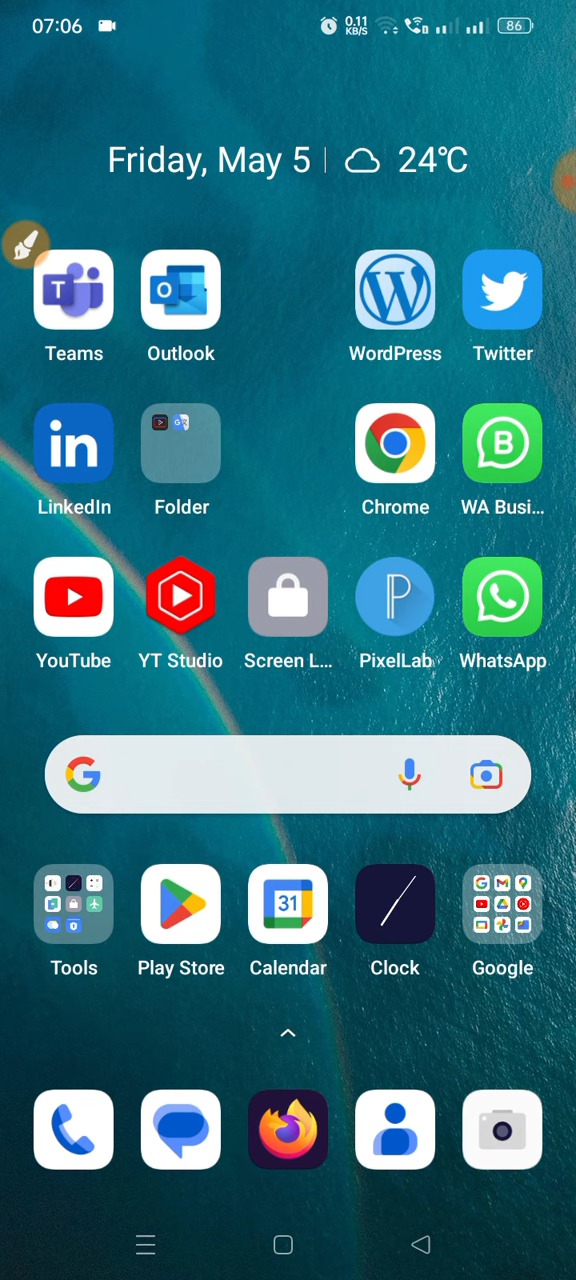 07:06 0.11 KB/S 86
Friday, May 5 24℃
Teams Outlook WordPress Twitter
LinkedIn Folder Chrome WA Busi...
YouTube YT Studio Screen L... PixelLab WhatsApp
31
Tools Play Store Calendar Clock Google